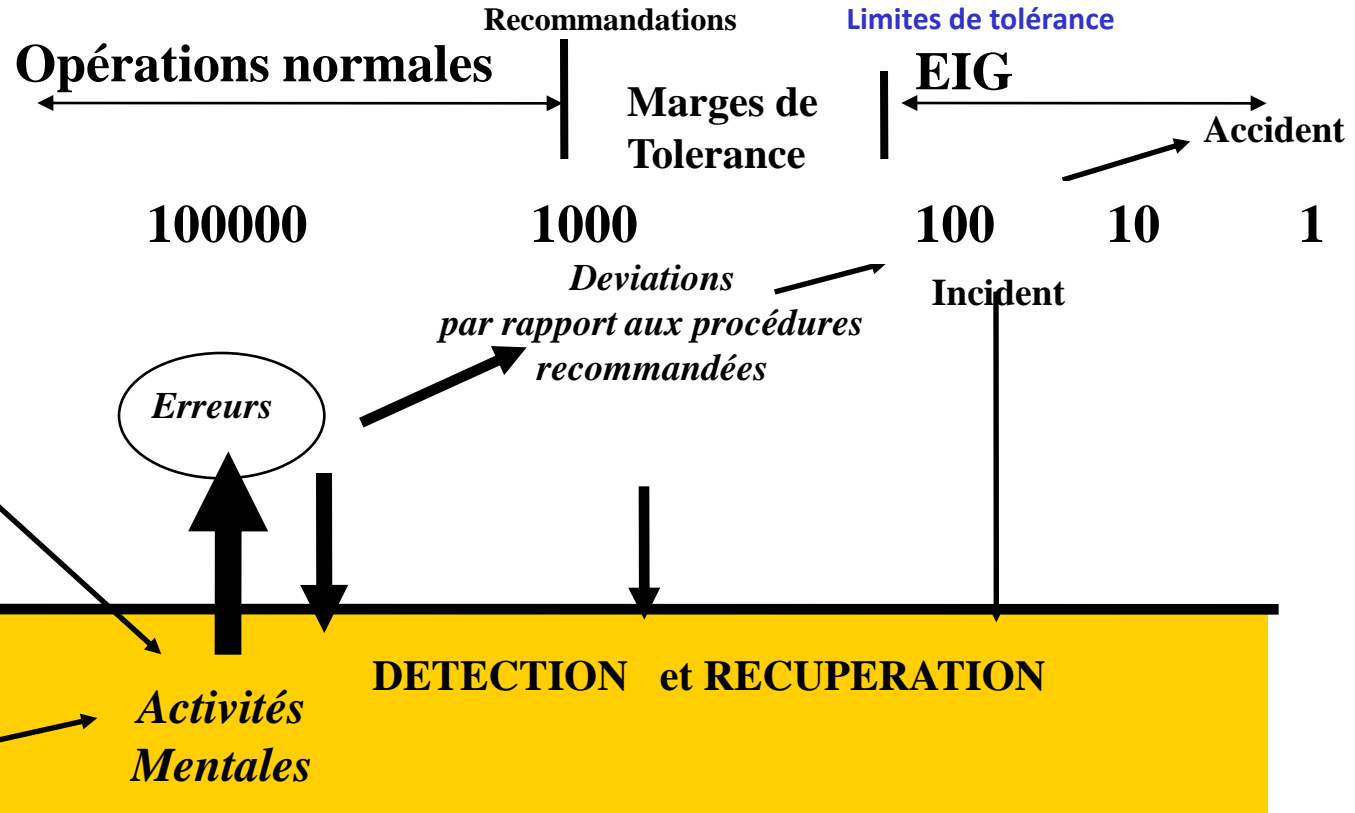 Recommandations
Limites de tolérance
Opérations normales
EIG
Marges de
Tolerance
Accident
100000
1000
100
10
1
Deviations
par rapport aux procédures
recommandées
Incident
Erreurs
DETECTION et RECUPERATION
Activités
Mentales